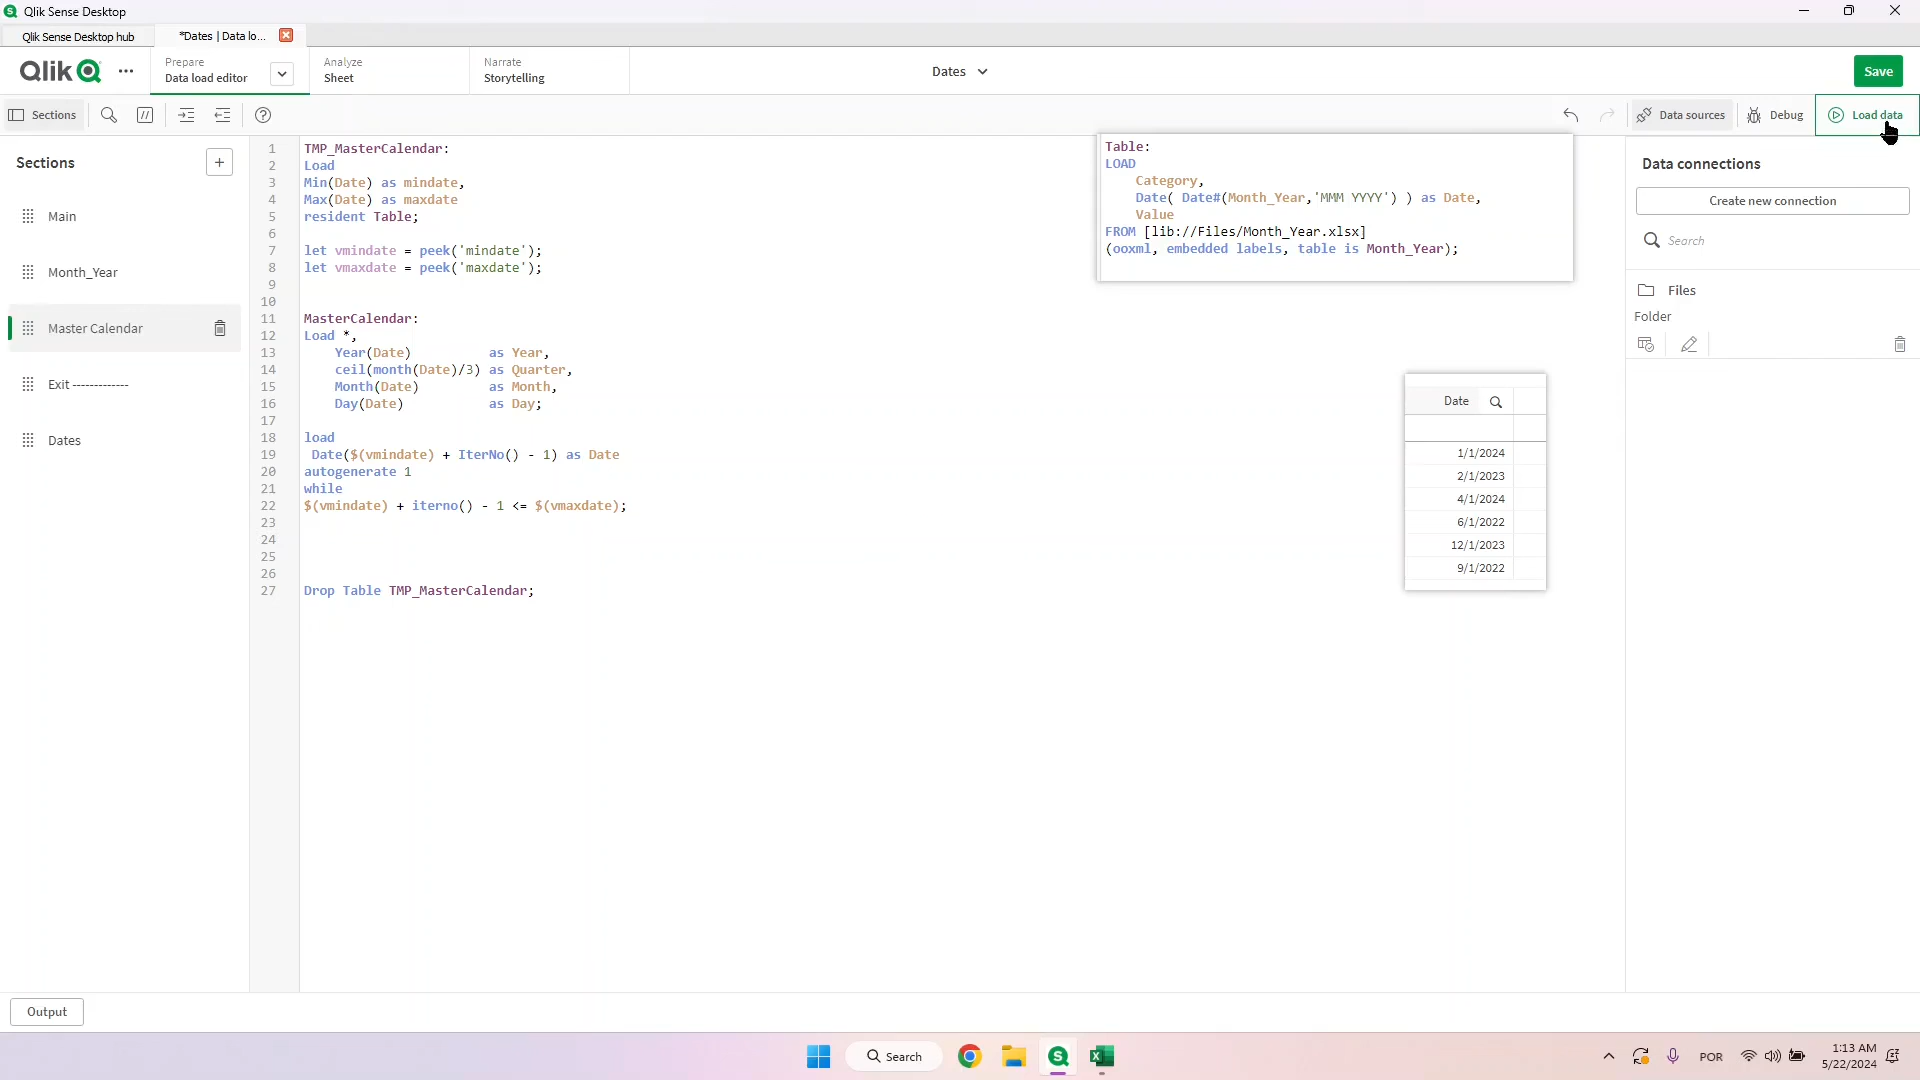 Qlik Sense Desktop
Qlik Sense Desktop hub
*Dates | Data lo...
Qlik
Prepare
Data load editor
Analyze
Sheet
Narrate
Storytelling
Dates
Save
Sections
Data sources
Debug
Load data
Sections
Main
Month_Year
Master Calendar
Exit -------------
Dates
1 TMP_MasterCalendar:
2 Load
3 Min(Date) as mindate,
4 Max(Date) as maxdate
5 resident Table;
6
7 let vmindate = peek('mindate');
8 let vmaxdate = peek('maxdate');
9
10
11 MasterCalendar:
12 Load *,
13 Year(Date) as Year,
14 ceil(month(Date)/3) as Quarter,
15 Month(Date) as Month,
16 Day(Date) as Day;
17
18 load
19 Date($(vmindate) + IterNo() - 1) as Date
20 autogenerate 1
21 while
22 $(vmindate) + iterno() - 1 <= $(vmaxdate);
23
24
25
26
27 Drop Table TMP_MasterCalendar;
Table:
LOAD
Category,
Date( Date#(Month_Year,'MMM YYYY') ) as Date,
Value
FROM [lib://Files/Month_Year.xlsx]
(ooxml, embedded labels, table is Month_Year);
Date
1/1/2024
2/1/2023
4/1/2024
6/1/2022
12/1/2023
9/1/2022
Data connections
Create new connection
Search
Files
Folder
Output
Search
POR
1:13 AM
5/22/2024